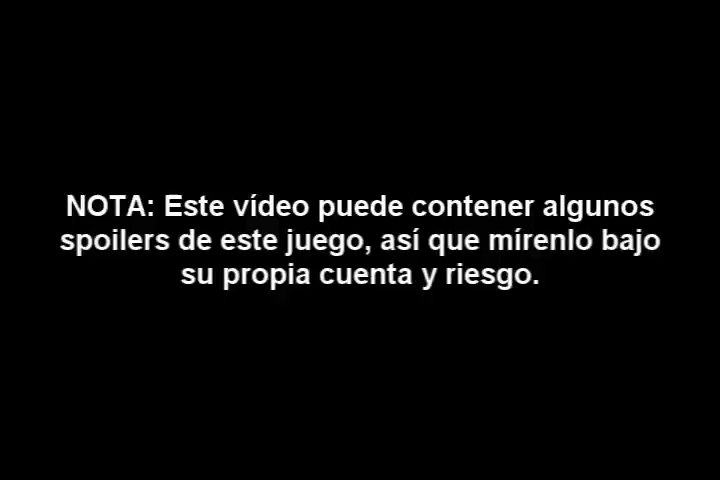 NOTA: Este vídeo puede contener algunos
spoilers de este juego, así que mírenlo bajo
su propia cuenta y riesgo.